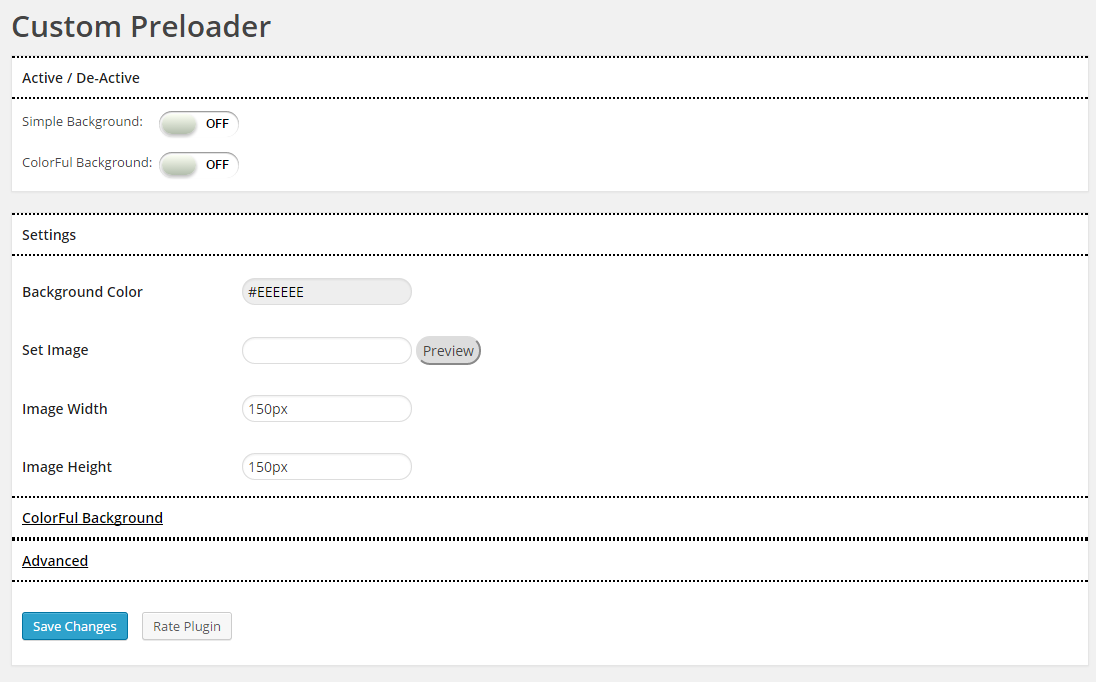 Custom Preloader
Active / De-Active
Simple Background: OFF
ColorFul Background: OFF
Settings
Background Color #EEEEEE
Set Image Preview
Image Width 150px
Image Height 150px
ColorFul Background
Advanced
Save Changes Rate Plugin